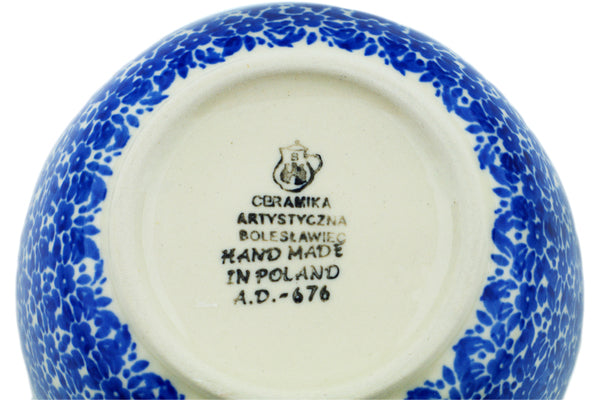 B
CERAMIKA
ARTYSTYCZNA
BOLESŁAWIEC
HAND MADE
IN POLAND
A.D.-676